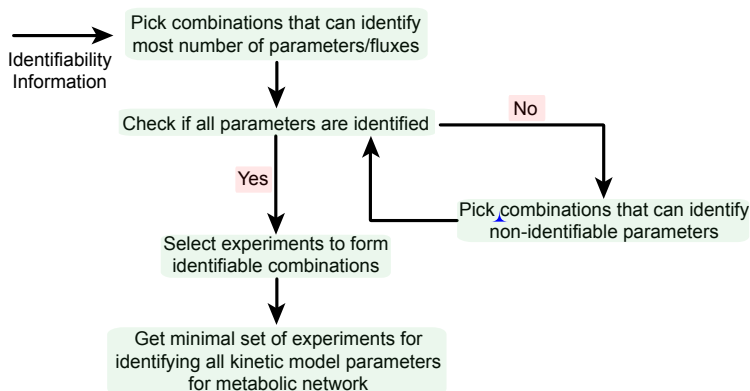 Pick combinations that can identify
most number of parameters/fluxes
Identifiability
Information
Check if all parameters are identified
No
Yes
Pick combinations that can identify
non-identifiable parameters
Select experiments to form
identifiable combinations
Get minimal set of experiments for
identifying all kinetic model parameters
for metabolic network